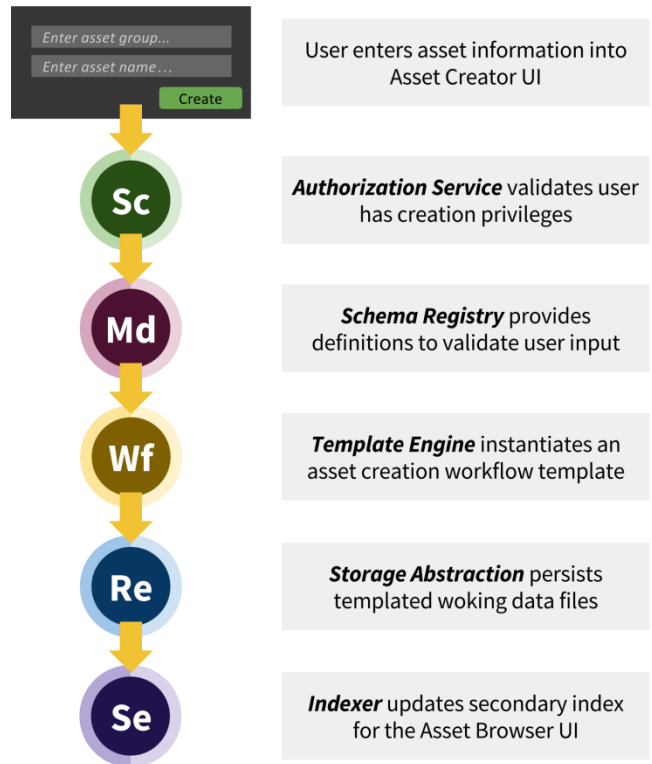 Enter asset group...
Enter asset name...
Create
User enters asset information into
Asset Creator UI
Sc
Authorization Service validates user
has creation privileges
Md
Schema Registry provides
definitions to validate user input
Wf
Template Engine instantiates an
asset creation workflow template
Re
Storage Abstraction persists
templated woking data files
Se
Indexer updates secondary index
for the Asset Browser UI